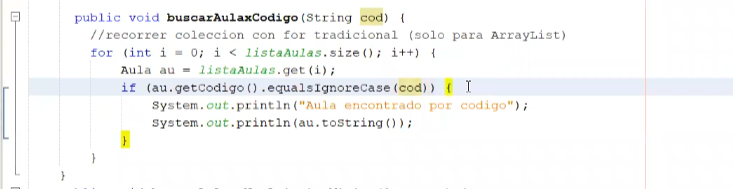 public void buscarAulaxCodigo(String cod) {
//recorrer coleccion con for tradicional (solo para ArrayList)
for (int i = 0; i < listaAulas.size(); i++) {
Aula au = listaAulas.get(i);
if (au.getCodigo().equalsIgnoreCase(cod)) {
System.out.println("Aula encontrado por codigo");
System.out.println(au.toString());
}
}
}